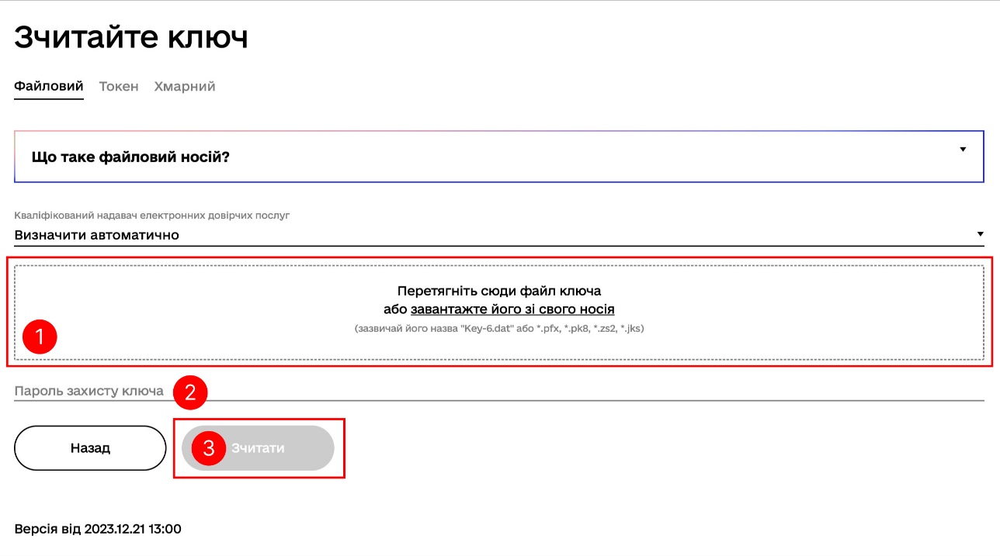 Зчитайте ключ
Файловий Токен Хмарний
Що таке файловий носій?
Кваліфікований надавач електронних довірчих послуг
Визначити автоматично
Перетягніть сюди файл ключа
або завантажте його зі свого носія
(зазвичай його назва "Key-6.dat" або *.pfx, *.pk8, *.zs2, *.jks)
1
Пароль захисту ключа 2
Назад 3 Зчитати
Версія від 2023.12.21 13:00